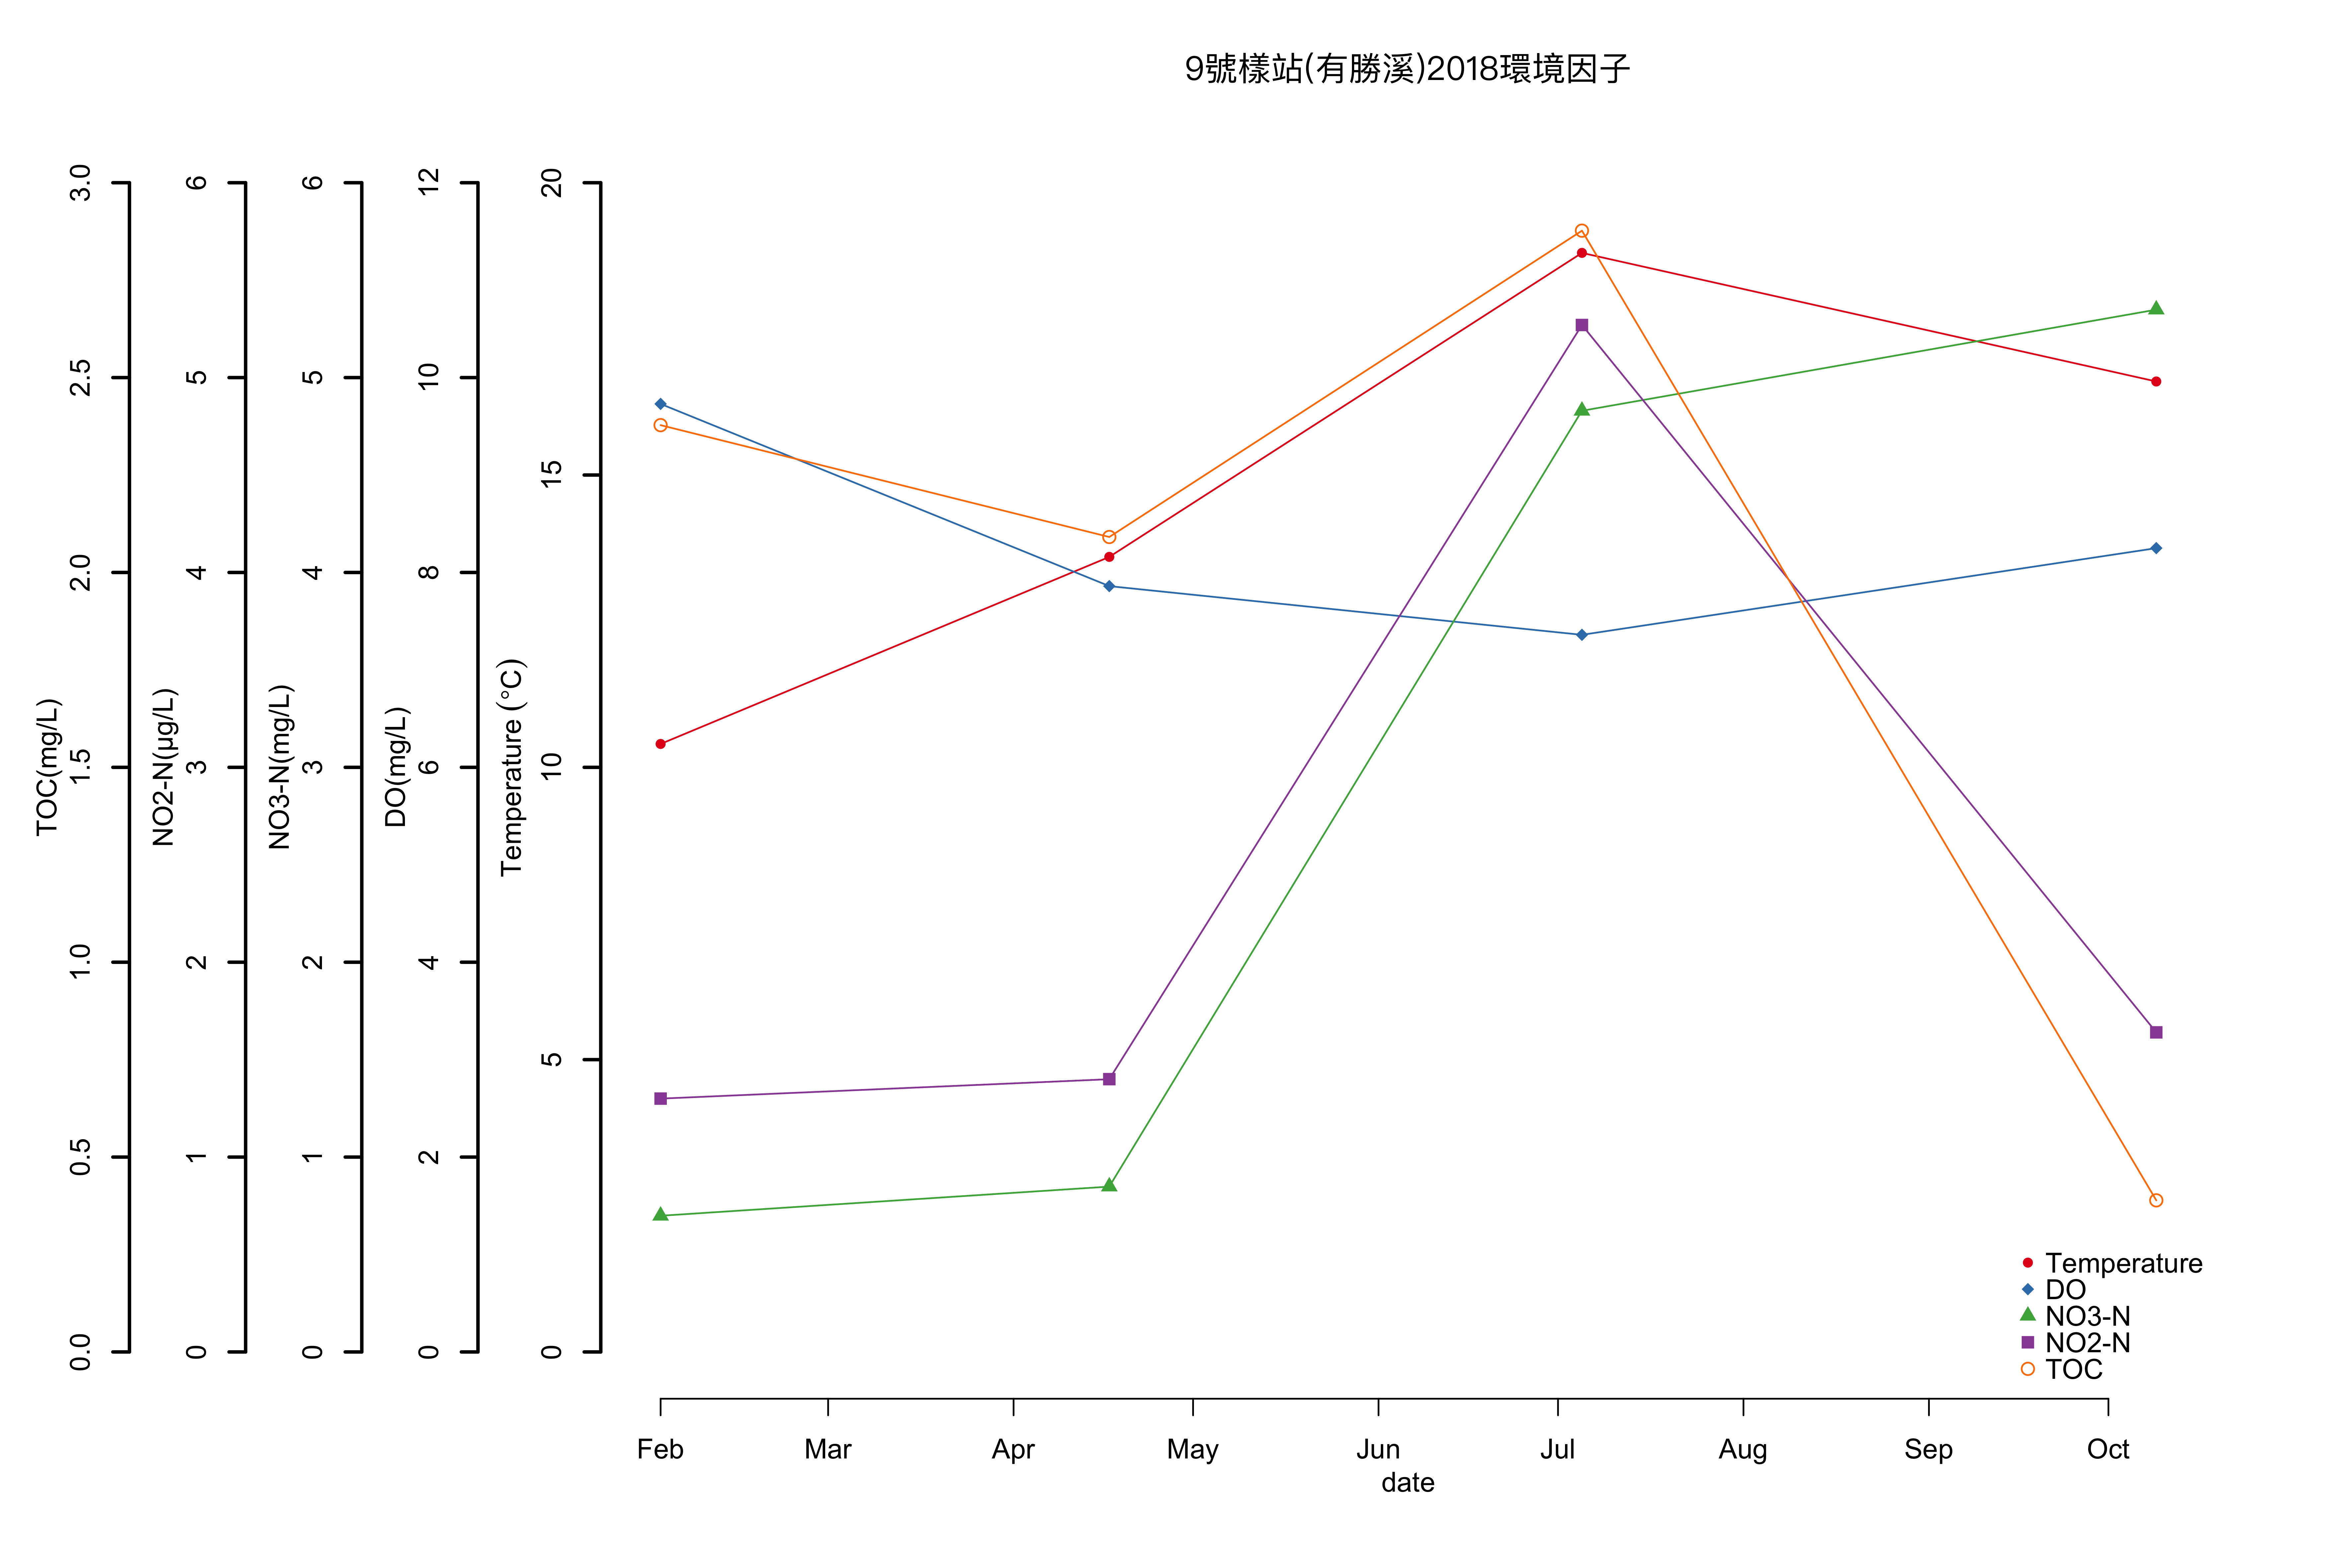 9號樣站(有勝溪)2018環境因子
TOC(mg/L)
0.0 0.5 1.0 1.5 2.0 2.5 3.0
NO2-N(µg/L)
0 1 2 3 4 5 6
NO3-N(mg/L)
0 1 2 3 4 5 6
DO(mg/L)
0 2 4 6 8 10 12
Temperature (°C)
0 5 10 15 20
Temperature
DO
NO3-N
NO2-N
TOC
Feb Mar Apr May Jun Jul Aug Sep Oct
date